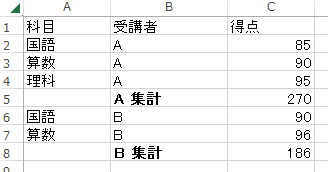 A B C
1 科目 受講者 得点
2 国語 A 85
3 算数 A 90
4 理科 A 95
5 A 集計 270
6 国語 B 90
7 算数 B 96
8 B 集計 186